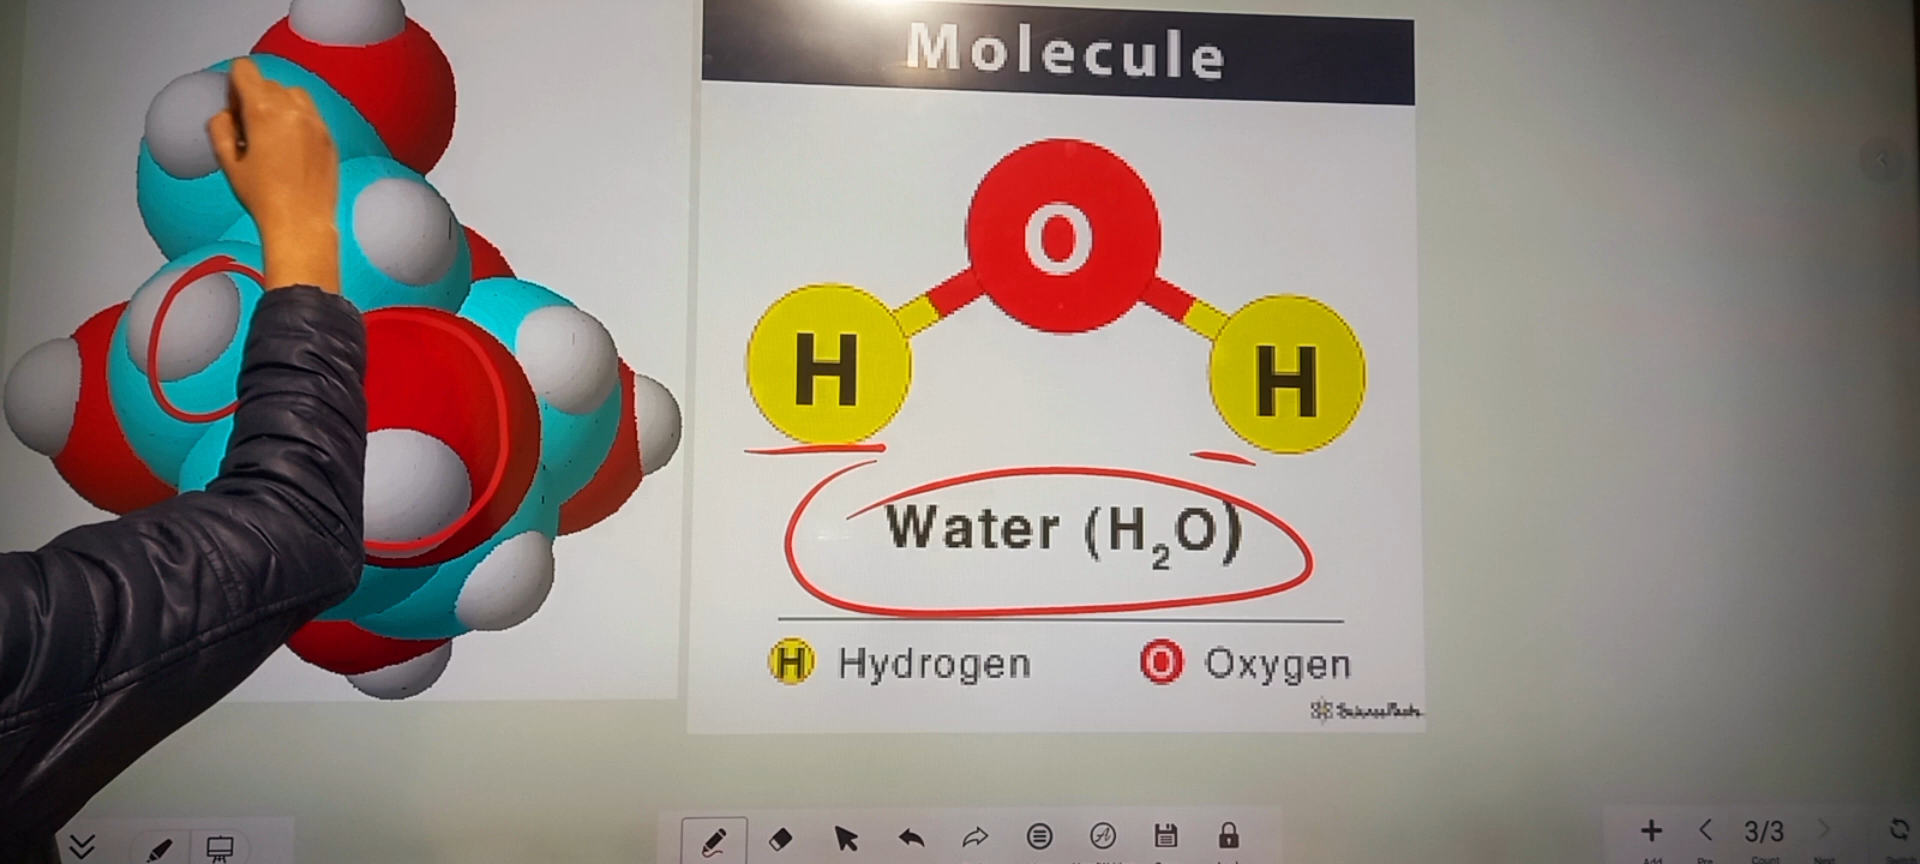 Molecule
O
H H
Water (H₂O)
H Hydrogen O Oxygen
3/3